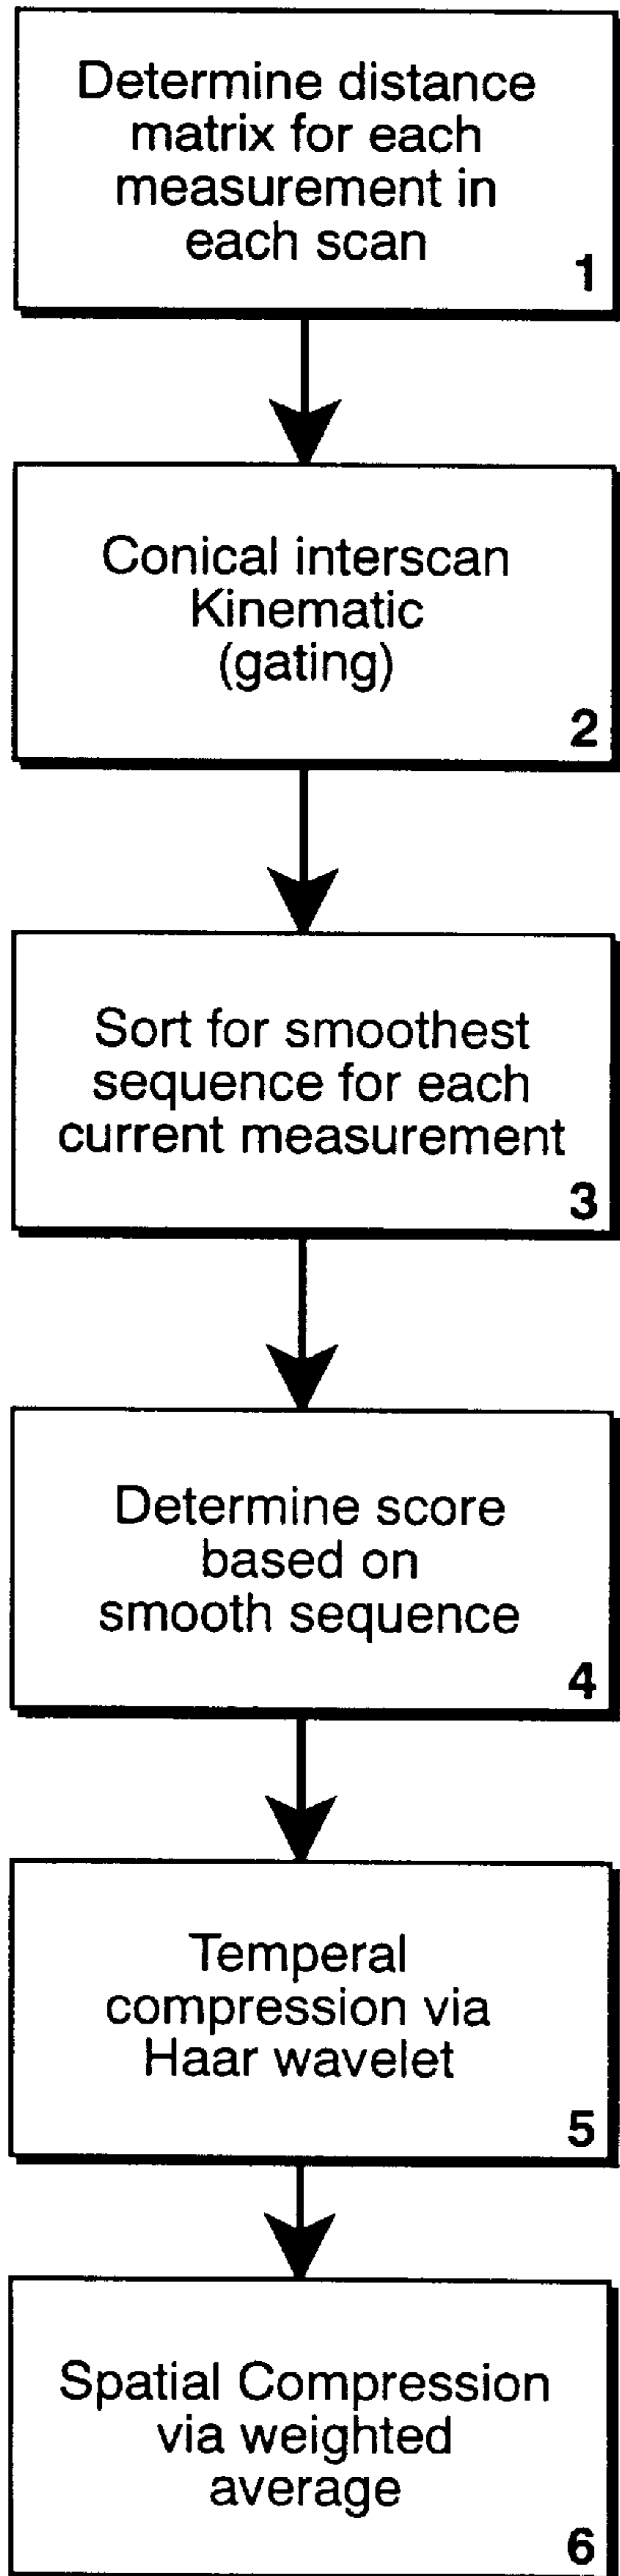 Determine distance
matrix for each
measurement in
each scan
1
Conical interscan
Kinematic
(gating)
2
Sort for smoothest
sequence for each
current measurement
3
Determine score
based on
smooth sequence
4
Temperal
compression via
Haar wavelet
5
Spatial Compression
via weighted
average
6